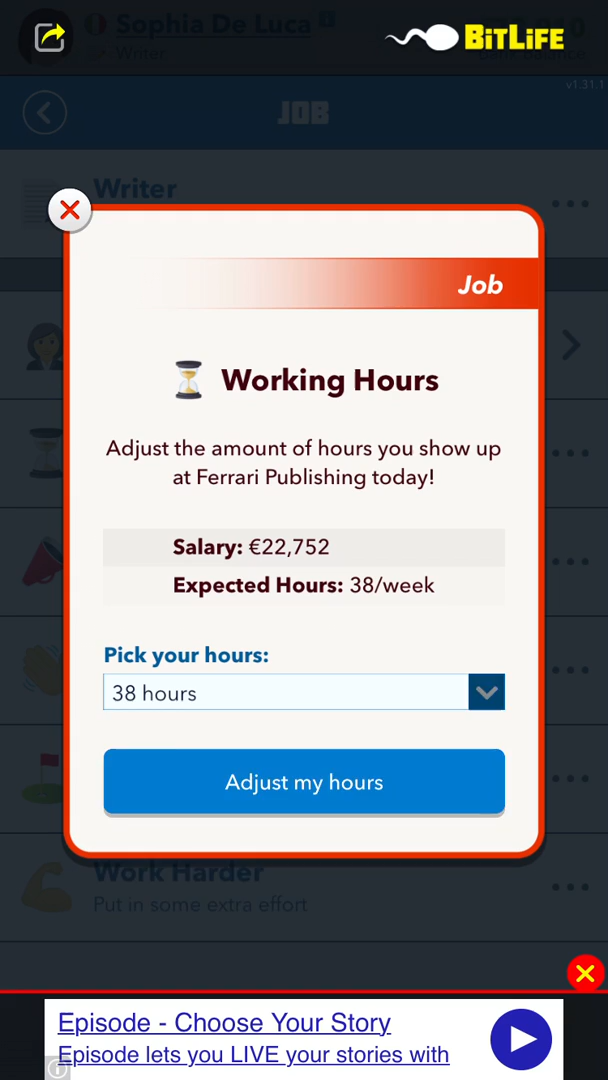 Sophia De Luca
Writer
BITLIFE
v1.31.1
JOB
Writer
Job
Working Hours
Adjust the amount of hours you show up
at Ferrari Publishing today!
Salary: €22,752
Expected Hours: 38/week
Pick your hours:
38 hours
Adjust my hours
Work Harder
Put in some extra effort
Episode - Choose Your Story
Episode lets you LIVE your stories with